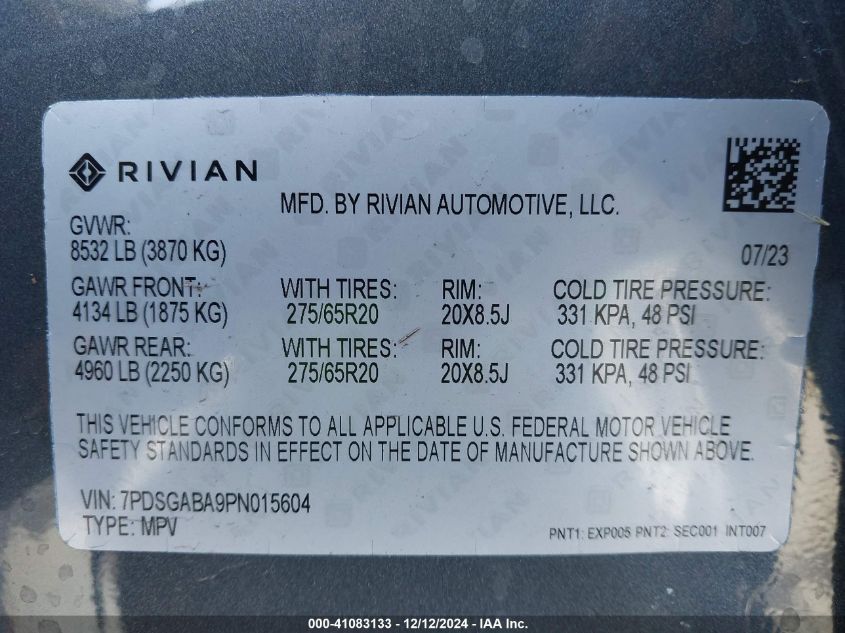 RIVIAN
MFD. BY RIVIAN AUTOMOTIVE, LLC.
GVWR:
8532 LB (3870 KG)
07/23
GAWR FRONT: WITH TIRES: RIM: COLD TIRE PRESSURE:
4134 LB (1875 KG) 275/65R20 20X8.5J 331 KPA, 48 PSI
GAWR REAR: WITH TIRES: RIM: COLD TIRE PRESSURE:
4960 LB (2250 KG) 275/65R20 20X8.5J 331 KPA, 48 PSI
THIS VEHICLE CONFORMS TO ALL APPLICABLE U.S. FEDERAL MOTOR VEHICLE
SAFETY STANDARDS IN EFFECT ON THE DATE OF MANUFACTURE SHOWN ABOVE.
VIN: 7PDSGABA9PN015604
TYPE: MPV
PNT1: EXP005 PNT2: SEC001 INT007
000-41083133 - 12/12/2024 - IAA Inc.